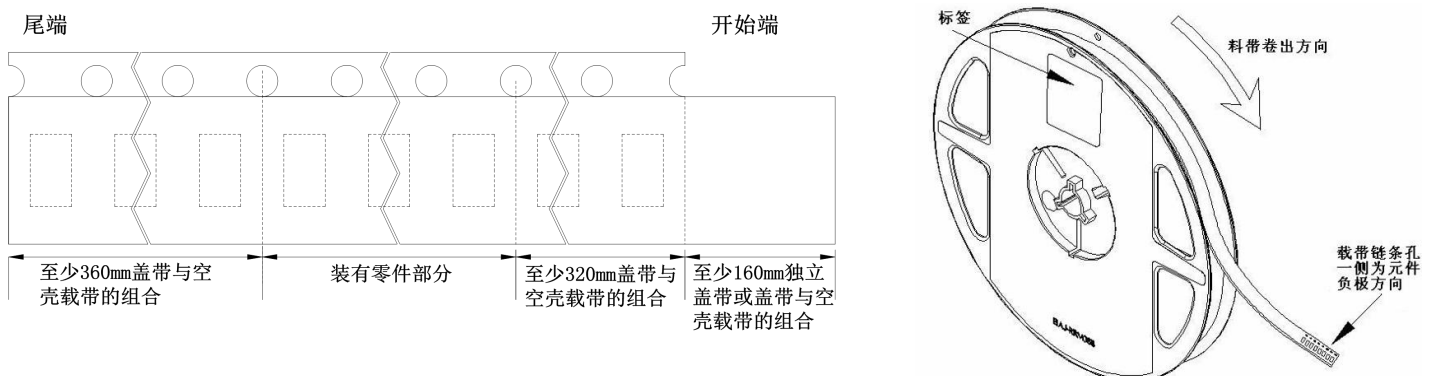 尾端
开始端
至少360mm盖带与空
壳载带的组合
装有零件部分
至少320mm盖带与
空壳载带的组合
至少160mm独立
盖带或盖带与空
壳载带的组合
标签
料带卷出方向
载带链条孔
一侧为元件
负极方向